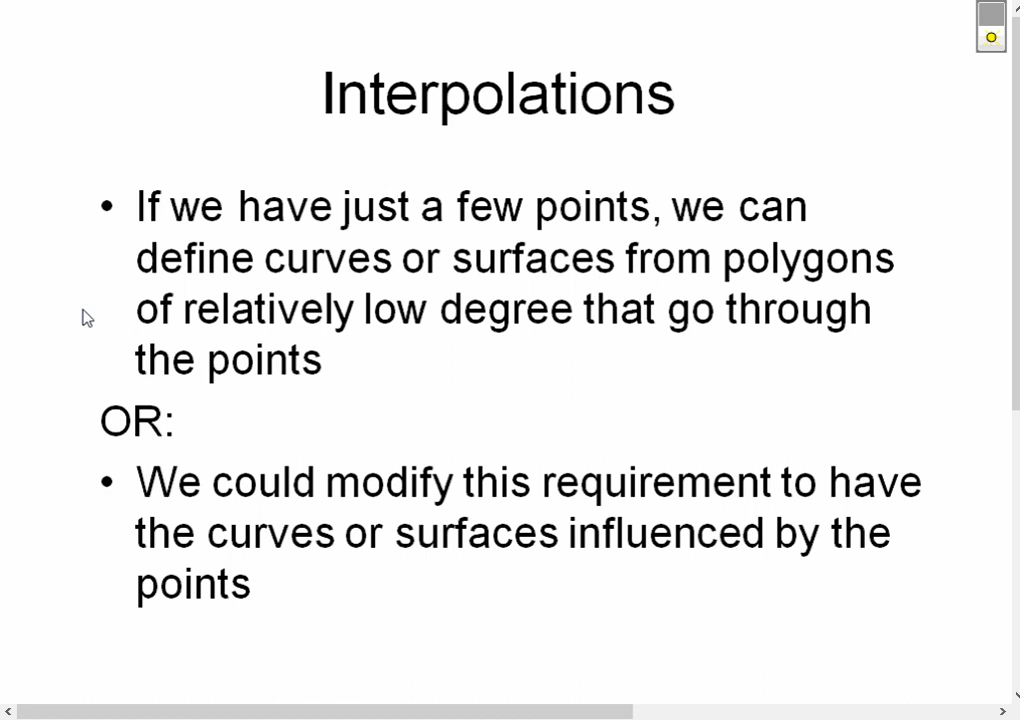 Interpolations
• If we have just a few points, we can
define curves or surfaces from polygons
of relatively low degree that go through
the points
OR:
• We could modify this requirement to have
the curves or surfaces influenced by the
points